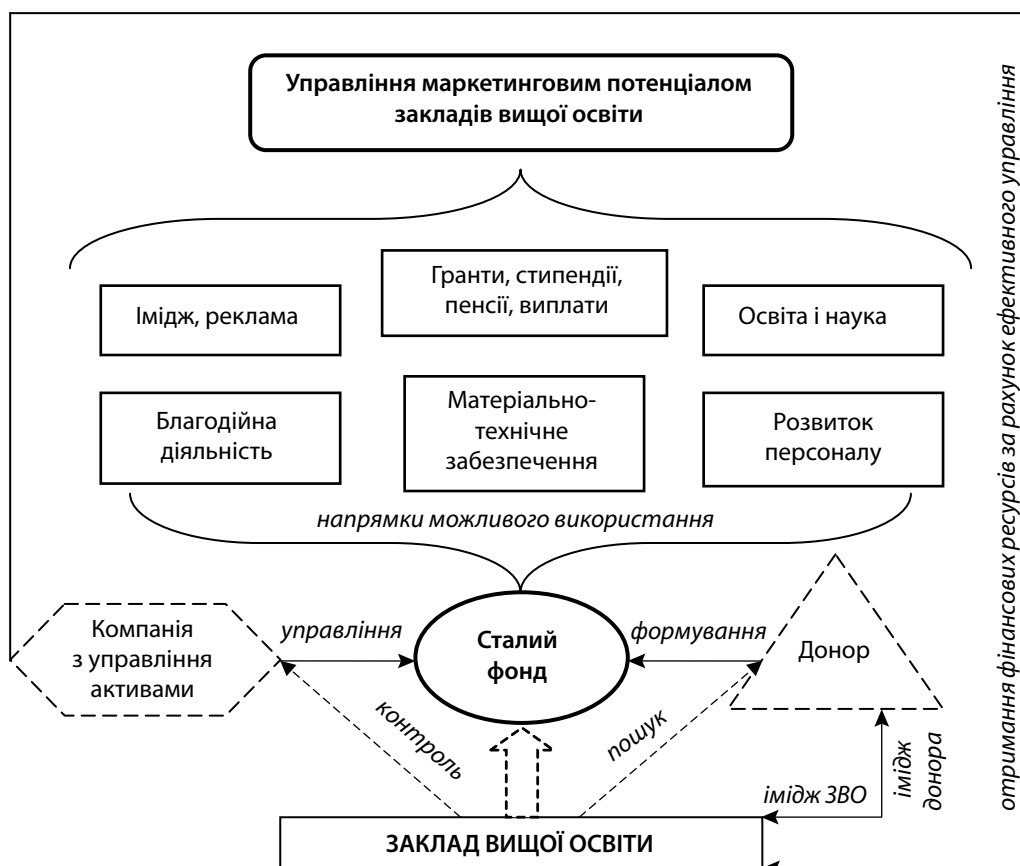 Управління маркетинговим потенціалом
закладів вищої освіти
Гранти, стипендії,
пенсії, виплати
Імідж, реклама
Освіта і наука
Благодійна
діяльність
Матеріально-
технічне
забезпечення
Розвиток
персоналу
напрямки можливого використання
Компанія
з управління
активами
управління
Сталий
фонд
формування
Донор
контроль
пошук
імідж ЗВО
імідж
донора
ЗАКЛАД ВИЩОЇ ОСВІТИ
отримання фінансових ресурсів за рахунок ефективного управління